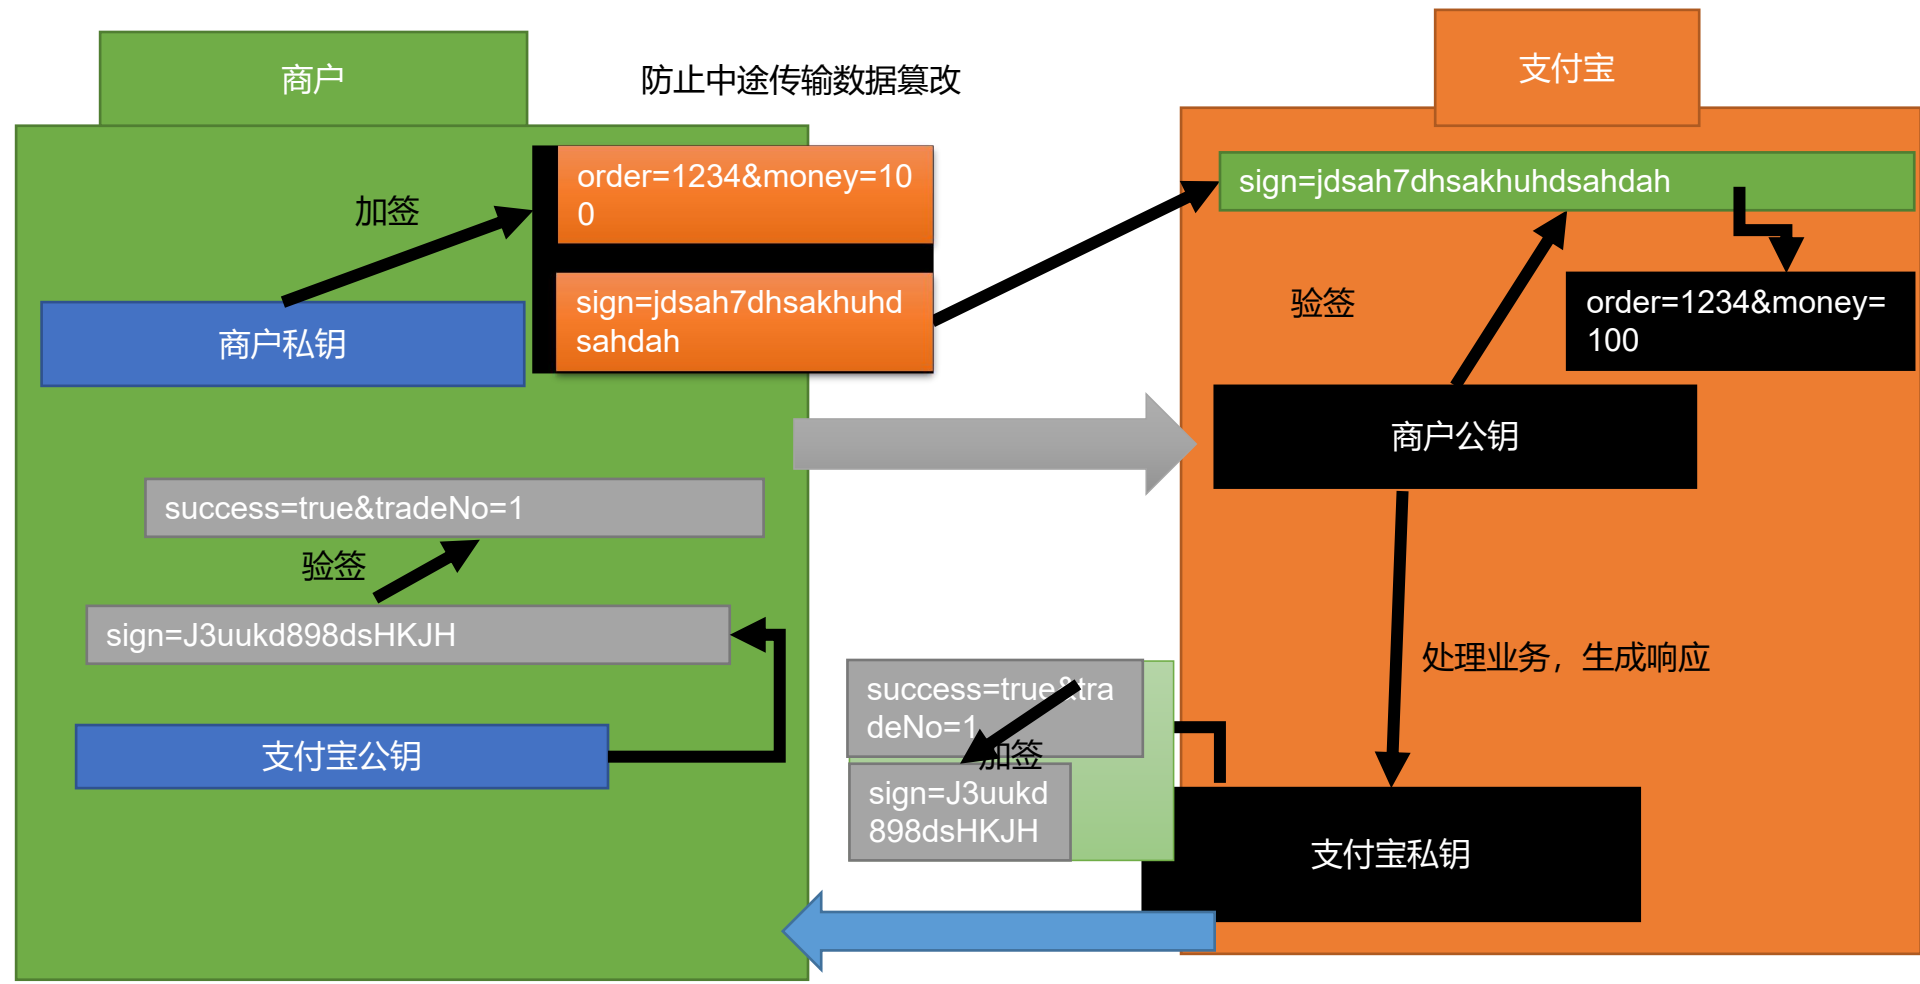 商户
防止中途传输数据篡改
支付宝
加签
order=1234&money=10
0
sign=jdsah7dhsakhuhd
sahdah
商户私钥
sign=jdsah7dhsakhuhdsahdah
验签
order=1234&money=
100
商户公钥
success=true&tradeNo=1
验签
sign=J3uukd898dsHKJH
支付宝公钥
处理业务，生成响应
success=true&tra
deNo=1
加签
sign=J3uukd
898dsHKJH
支付宝私钥